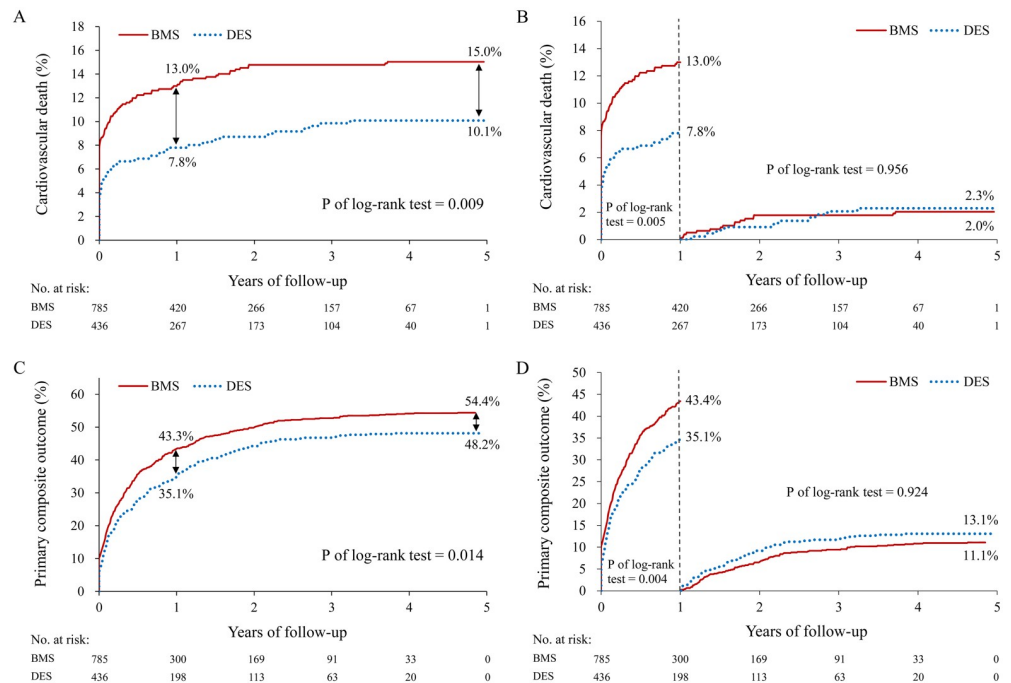 A
BMS DES
Cardiovascular death (%)
18
16
14
12
10
8
6
4
2
0
13.0%
15.0%
7.8%
10.1%
P of log-rank test = 0.009
0 1 2 3 4 5
Years of follow-up
No. at risk:
BMS 785 420 266 157 67 1
DES 436 267 173 104 40 1
B
BMS DES
Cardiovascular death (%)
16
14
12
10
8
6
4
2
0
13.0%
7.8%
P of log-rank test = 0.956
P of log-rank
test = 0.005
2.3%
2.0%
0 1 2 3 4 5
Years of follow-up
No. at risk:
BMS 785 420 266 157 67 1
DES 436 267 173 104 40 1
C
BMS DES
Primary composite outcome (%)
60
50
40
30
20
10
0
43.3%
54.4%
35.1%
48.2%
P of log-rank test = 0.014
0 1 2 3 4 5
Years of follow-up
No. at risk:
BMS 785 300 169 91 33 0
DES 436 198 113 63 20 0
D
BMS DES
Primary composite outcome (%)
50
45
40
35
30
25
20
15
10
5
0
43.4%
35.1%
P of log-rank test = 0.924
P of log-rank
test = 0.004
13.1%
11.1%
0 1 2 3 4 5
Years of follow-up
No. at risk:
BMS 785 300 169 91 33 0
DES 436 198 113 63 20 0